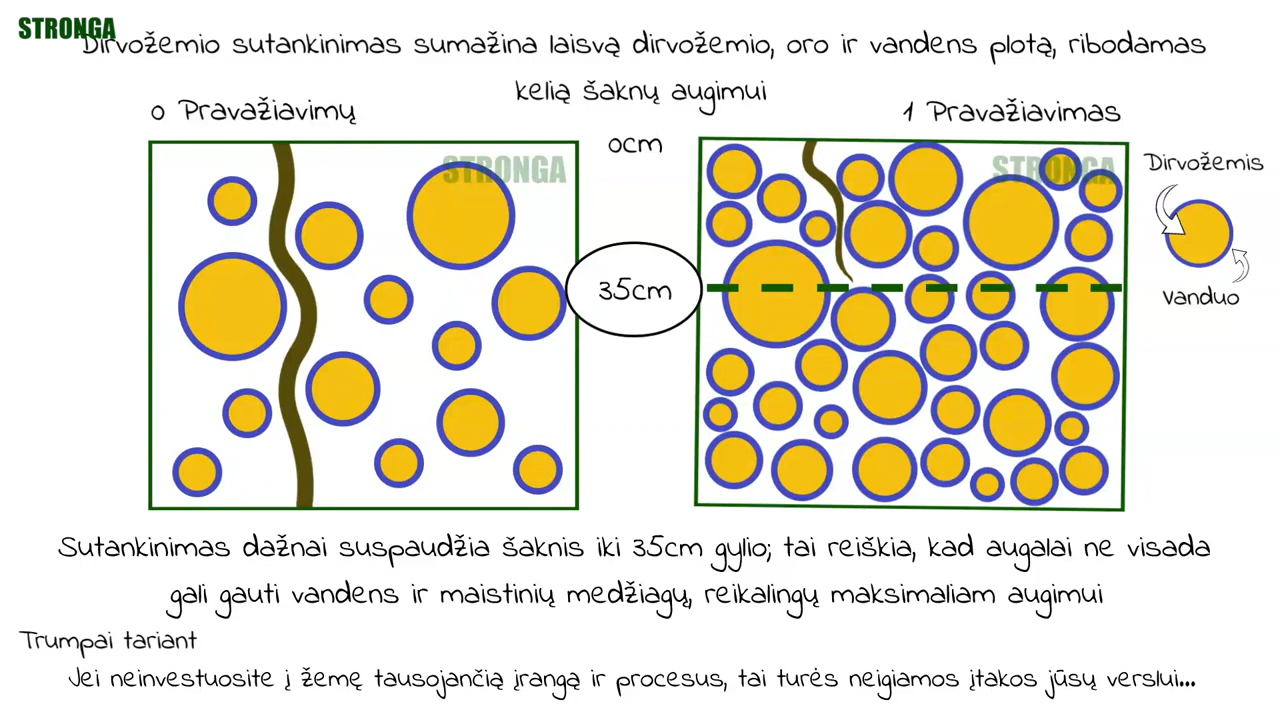 STRONGA
Dirvožemio sutankinimas sumažina laisvą dirvožemio, oro ir vandens plotą, ribodamas
kelią šaknų augimui
0 Pravažiavimų
1 Pravažiavimas
0cm
STRONGA
STRONGA
Dirvožemis
35cm
Vanduo
Sutankinimas dažnai suspaudžia šaknis iki 35cm gylio; tai reiškia, kad augalai ne visada
gali gauti vandens ir maistinių medžiagų, reikalingų maksimaliam augimui
Trumpai tariant
Jei neinvestuosite į žemę tausojančią įrangą ir procesus, tai turės neigiamos įtakos jūsų verslui...